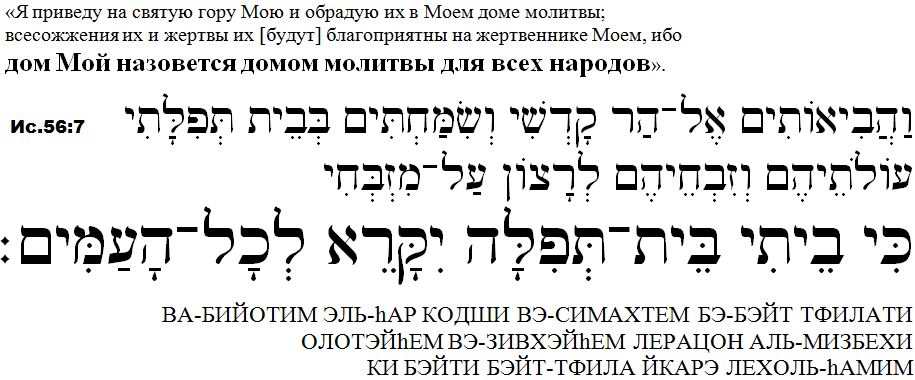 «Я приведу на святую гору Мою и обрадую их в Моем доме молитвы;
всесожжения их и жертвы их [будут] благоприятны на жертвеннике Моем, ибо
дом Мой назовется домом молитвы для всех народов».
Ис.56:7
וַהֲבִיאוֹתִים אֶל־הַר קָדְשִׁי וְשִׂמַּחְתִּים בְּבֵית תְּפִלָּתִי
עוֹלֹתֵיהֶם וְזִבְחֵיהֶם לְרָצוֹן עַל־מִזְבְּחִי
כִּי בֵיתִי בֵּית־תְּפִלָּה יִקָּרֵא לְכָל־הָעַמִּים׃
ВА-БИЙОТИМ ЭЛЬ-hАР КОДШИ ВЭ-СИМАХТЕМ БЭ-БЭЙТ ТФИЛАТИ
ОЛОТЭЙhЕМ ВЭ-ЗИВХЭЙhЕМ ЛЕРАЦОН АЛЬ-МИЗБЕХИ
КИ БЭЙТИ БЭЙТ-ТФИЛА ЙКАРЭ ЛЕХОЛЬ-hАМИМ